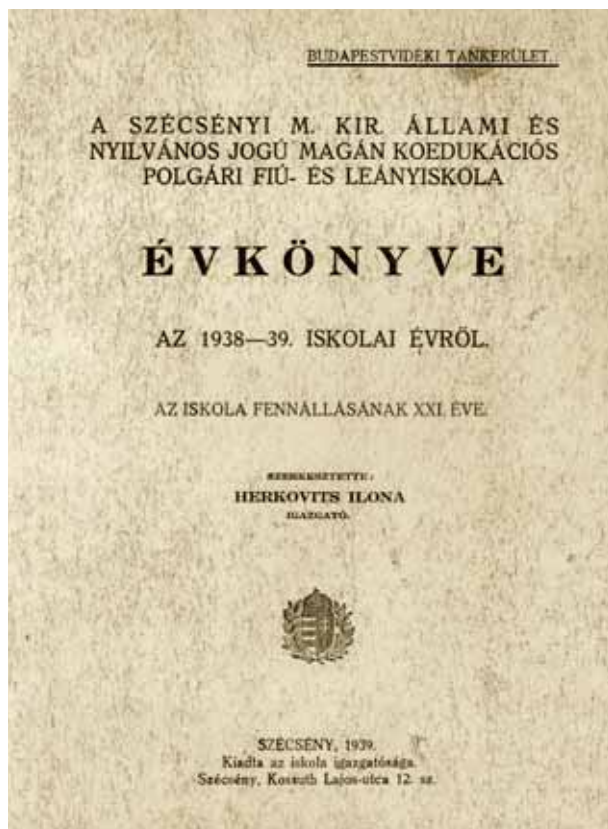 BUDAPESTVIDÉKI TANKERÜLET.
A SZÉCSÉNYI M. KIR. ÁLLAMI ÉS
NYILVÁNOS JOGÚ MAGÁN KOEDUKÁCIÓS
POLGÁRI FIÚ- ÉS LEÁNYISKOLA
ÉVKÖNYVE
AZ 1938—39. ISKOLAI ÉVRŐL.
AZ ISKOLA FENNÁLLÁSÁNAK XXI. ÉVE.
SZERKESZTETTE:
HERKOVITS ILONA
IGAZGATÓ.
SZÉCSÉNY, 1939.
Kiadta az iskola igazgatósága.
Szécsény, Kossuth Lajos-utca 12. sz.